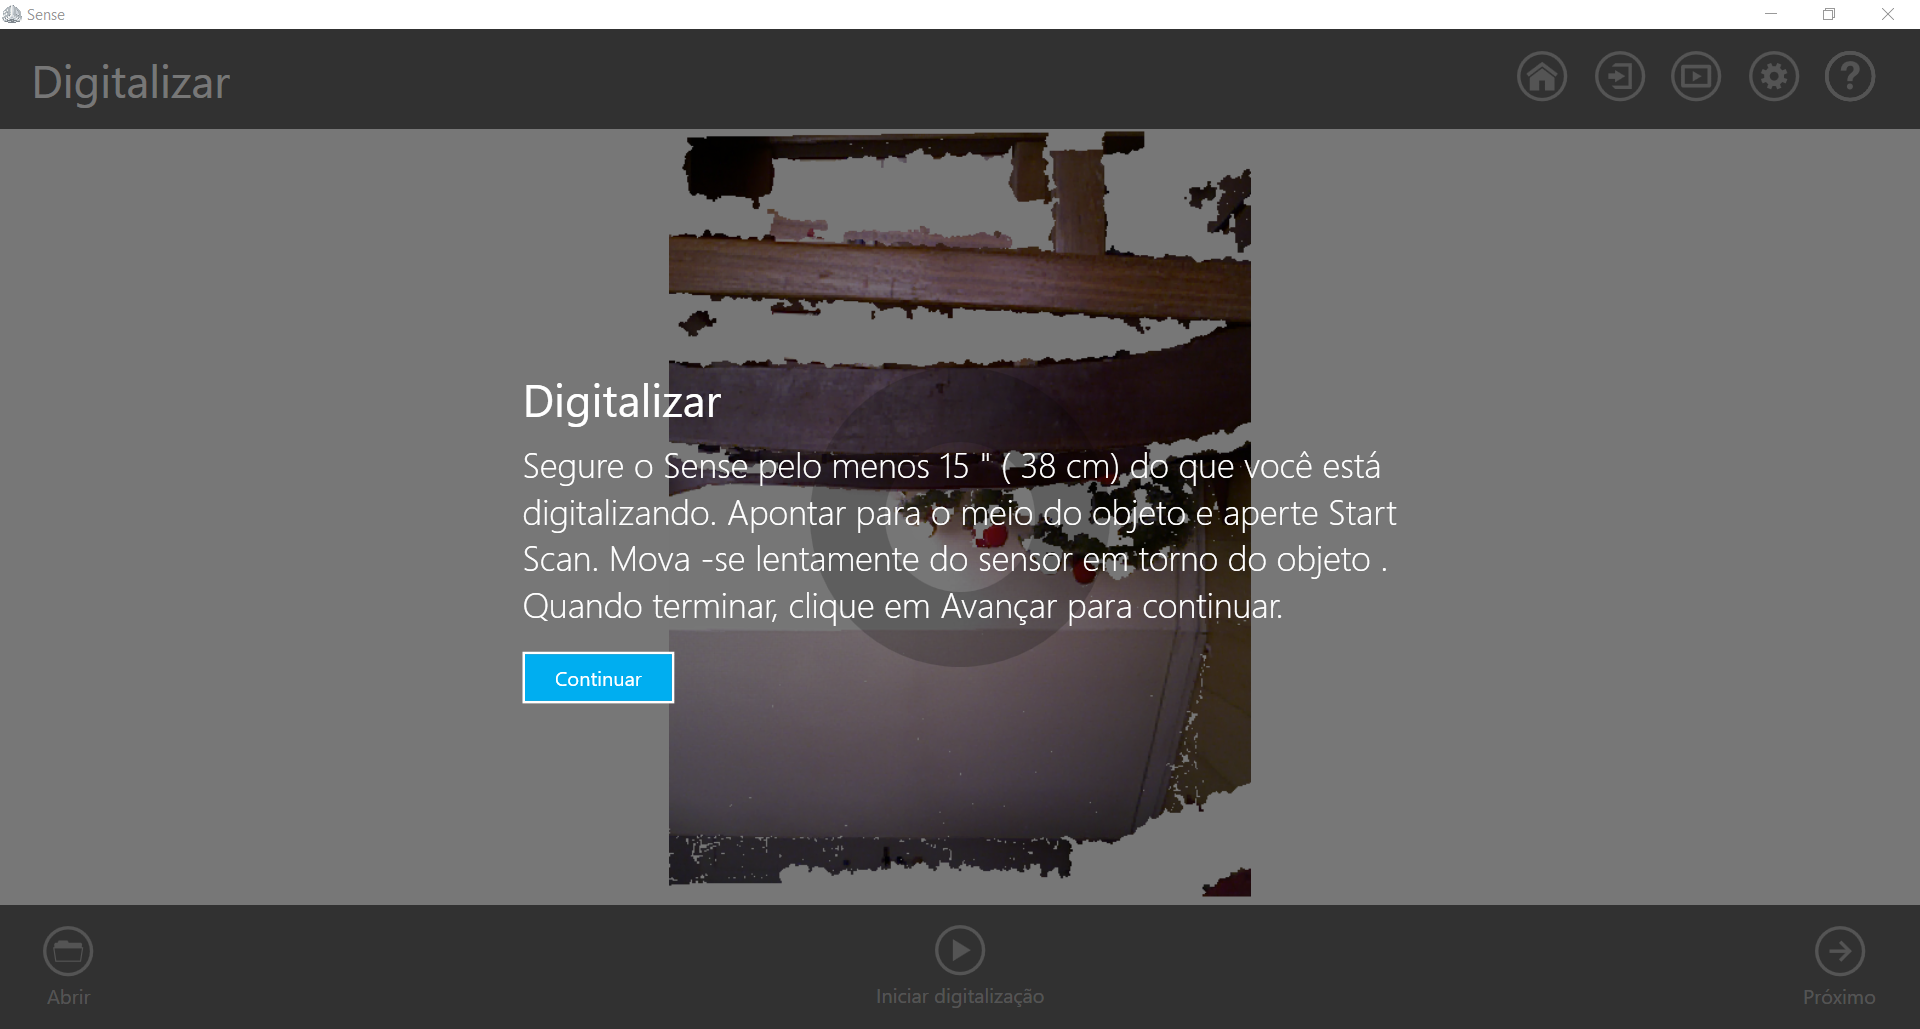 Sense
Digitalizar
Digitalizar
Segure o Sense pelo menos 15 " ( 38 cm) do que você está
digitalizando. Apontar para o meio do objeto e aperte Start
Scan. Mova -se lentamente do sensor em torno do objeto .
Quando terminar, clique em Avançar para continuar.
Continuar
Abrir
Iniciar digitalização
Próximo